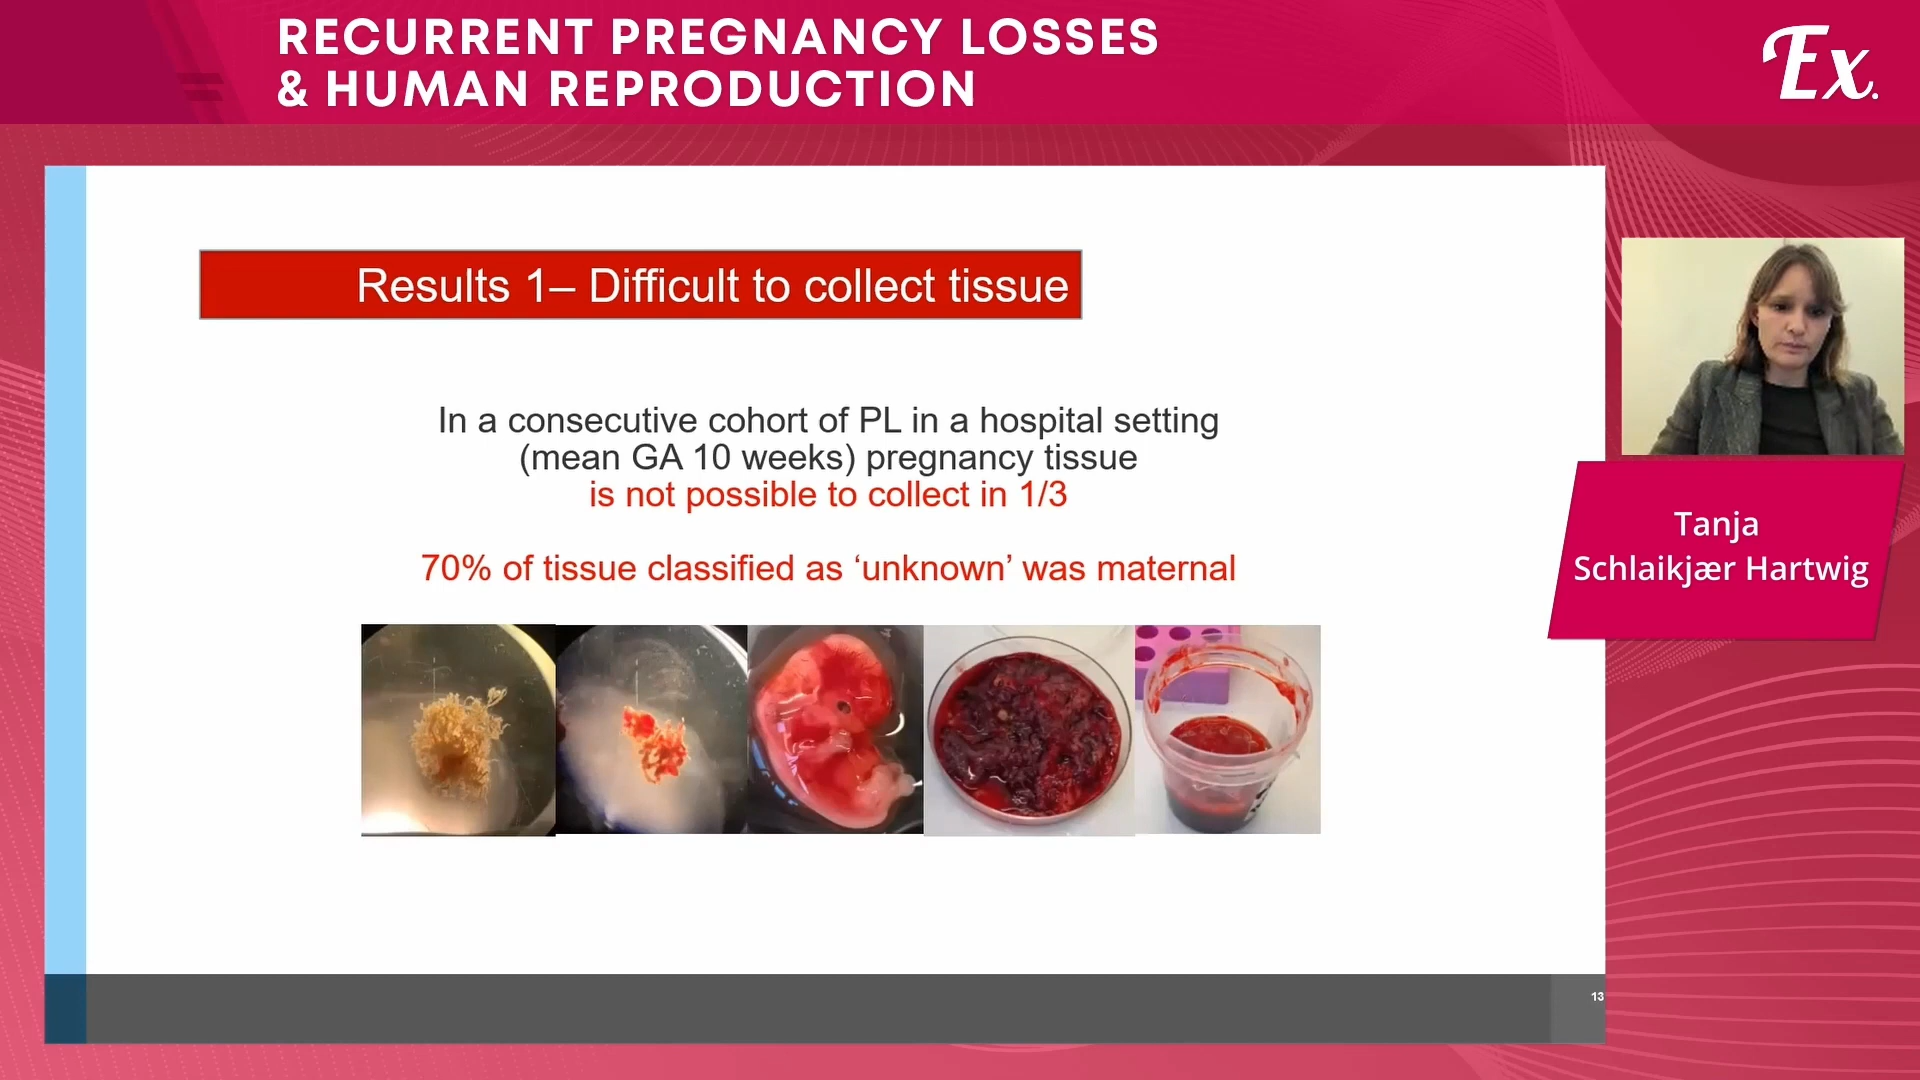 RECURRENT PREGNANCY LOSSES
& HUMAN REPRODUCTION
Ex.
Results 1– Difficult to collect tissue
In a consecutive cohort of PL in a hospital setting
(mean GA 10 weeks) pregnancy tissue
is not possible to collect in 1/3
70% of tissue classified as ‘unknown’ was maternal
Tanja
Schlaikjær Hartwig
13